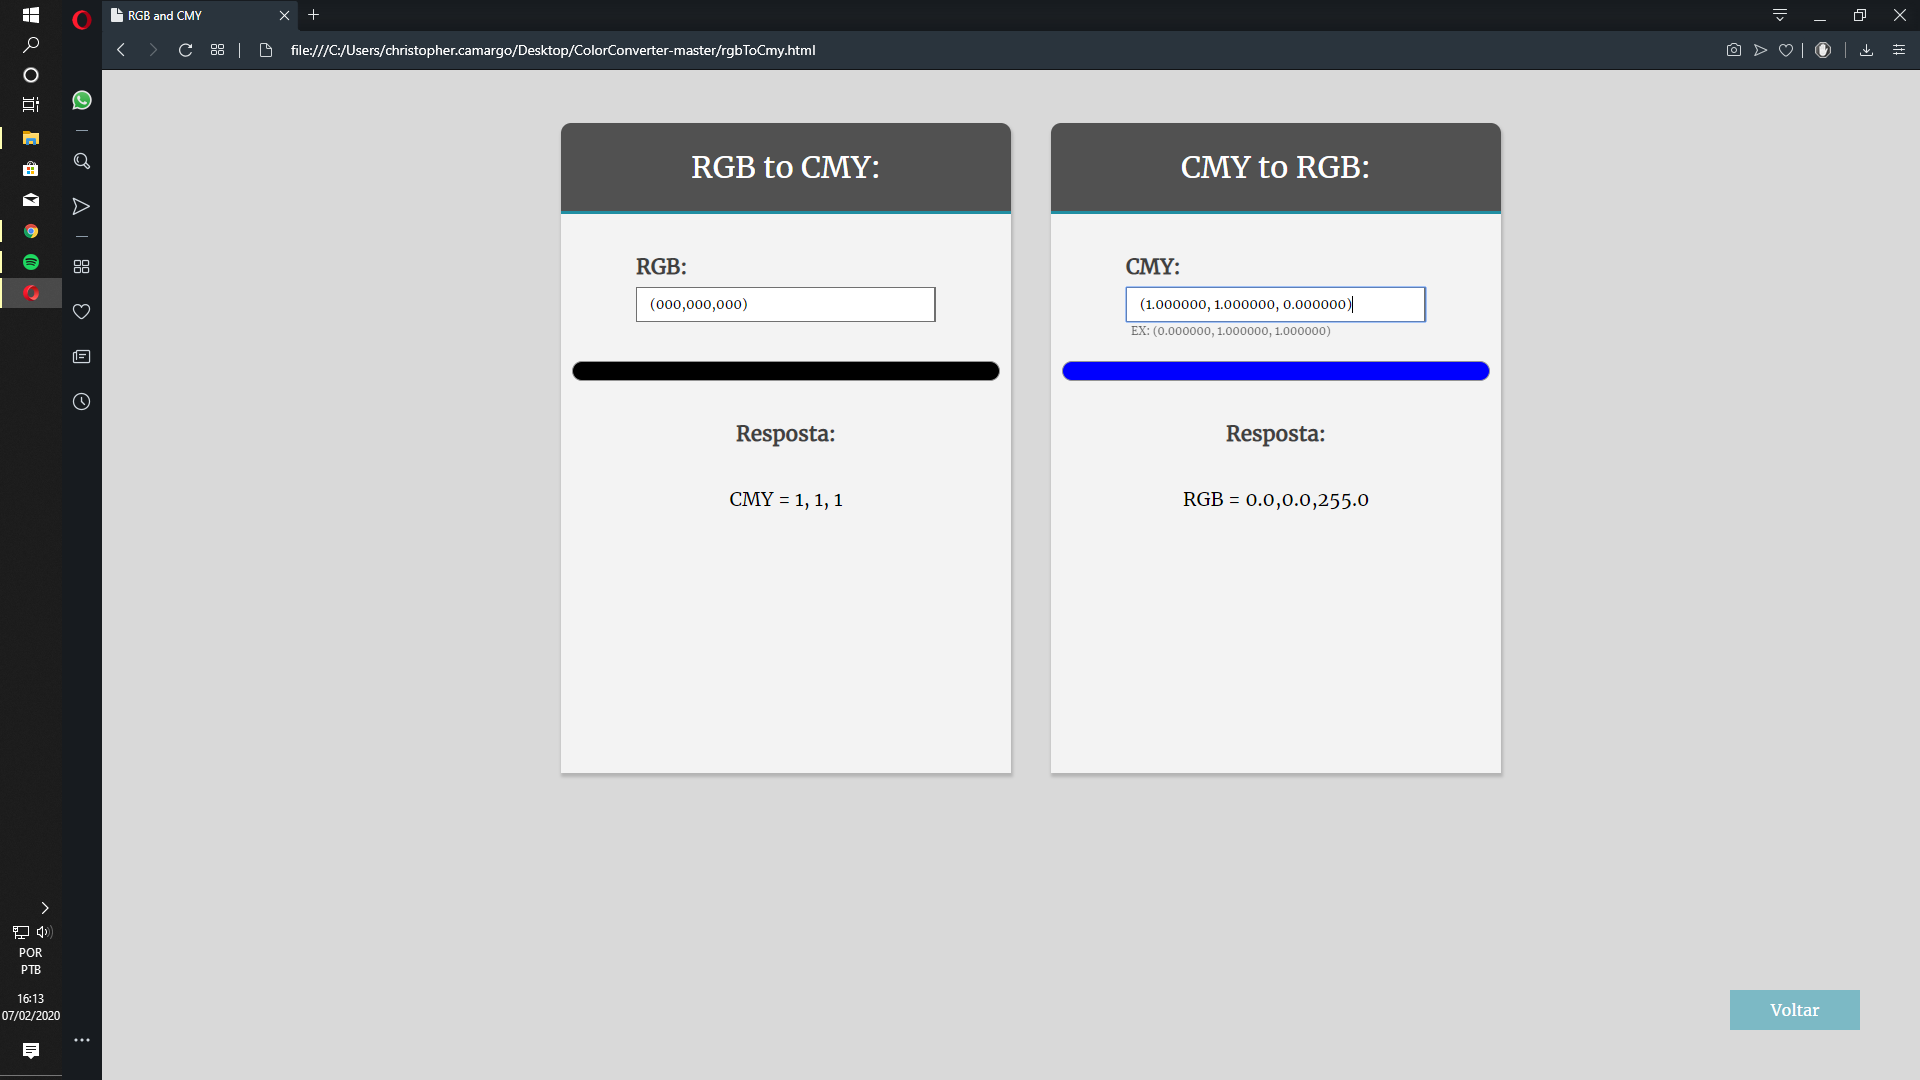 RGB and CMY
file:///C:/Users/christopher.camargo/Desktop/ColorConverter-master/rgbToCmy.html
RGB to CMY:
RGB:
(000,000,000)
Resposta:
CMY = 1, 1, 1
CMY to RGB:
CMY:
(1.000000, 1.000000, 0.000000)
EX: (0.000000, 1.000000, 1.000000)
Resposta:
RGB = 0.0,0.0,255.0
Voltar
POR
PTB
16:13
07/02/2020